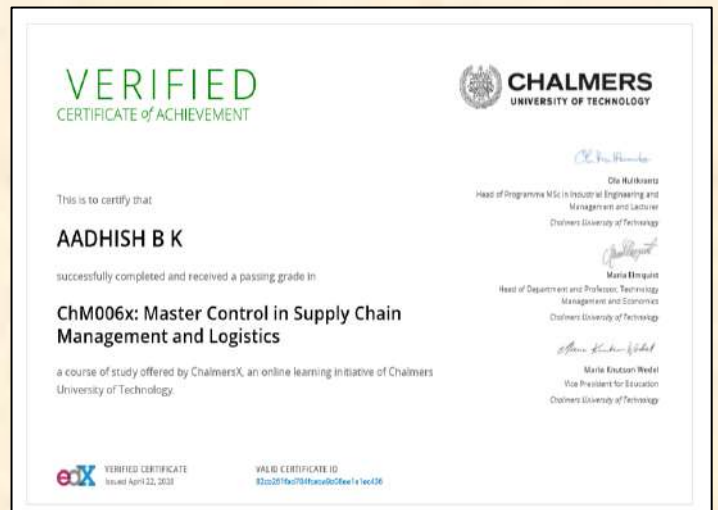 VERIFIED
CERTIFICATE of ACHIEVEMENT
CHALMERS
UNIVERSITY OF TECHNOLOGY
This is to certify that
AADHISH B K
successfully completed and received a passing grade in
ChM006x: Master Control in Supply Chain
Management and Logistics
a course of study offered by ChalmersX, an online learning initiative of Chalmers
University of Technology.
Ola Hultkrantz
Head of Programme MSc in Industrial Engineering and
Management and Lecturer
Chalmers University of Technology
Maria Elmquist
Head of Department and Professor, Technology
Management and Economics
Chalmers University of Technology
Maria Knutson Wedel
Vice President for Education
Chalmers University of Technology
edX
VERIFIED CERTIFICATE
Issued April 22, 2020
VALID CERTIFICATE ID